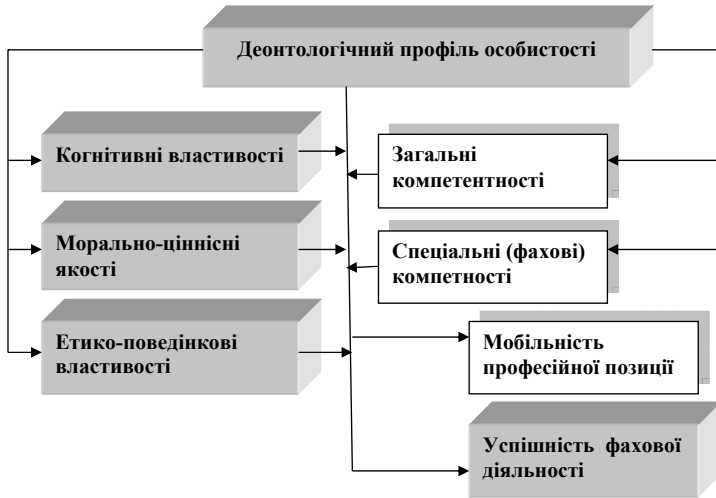 Деонтологічний профіль особистості
Когнітивні властивості
Загальні
компетентності
Морально-ціннісні
якості
Спеціальні (фахові)
компетності
Етико-поведінкові
властивості
Мобільність
професійної позиції
Успішність фахової
діяльності